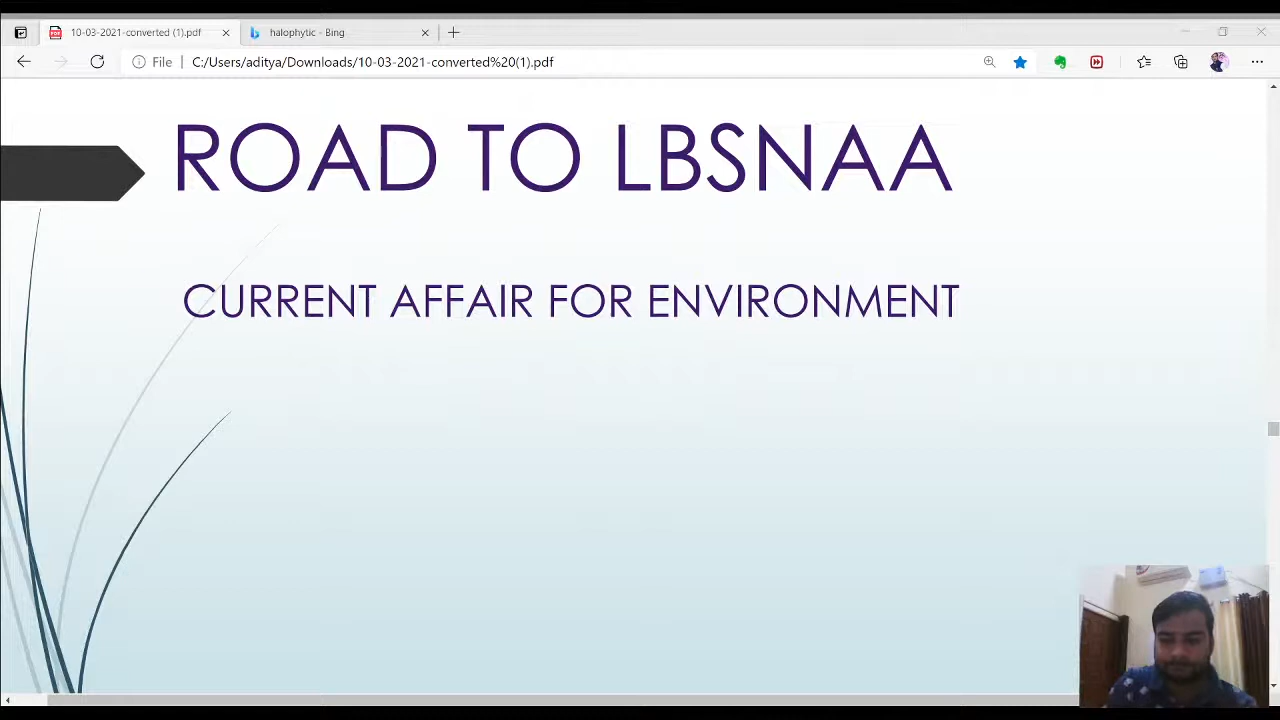 10-03-2021-converted (1).pdf
halophytic - Bing
File
C:/Users/aditya/Downloads/10-03-2021-converted%20(1).pdf
ROAD TO LBSNAA
CURRENT AFFAIR FOR ENVIRONMENT